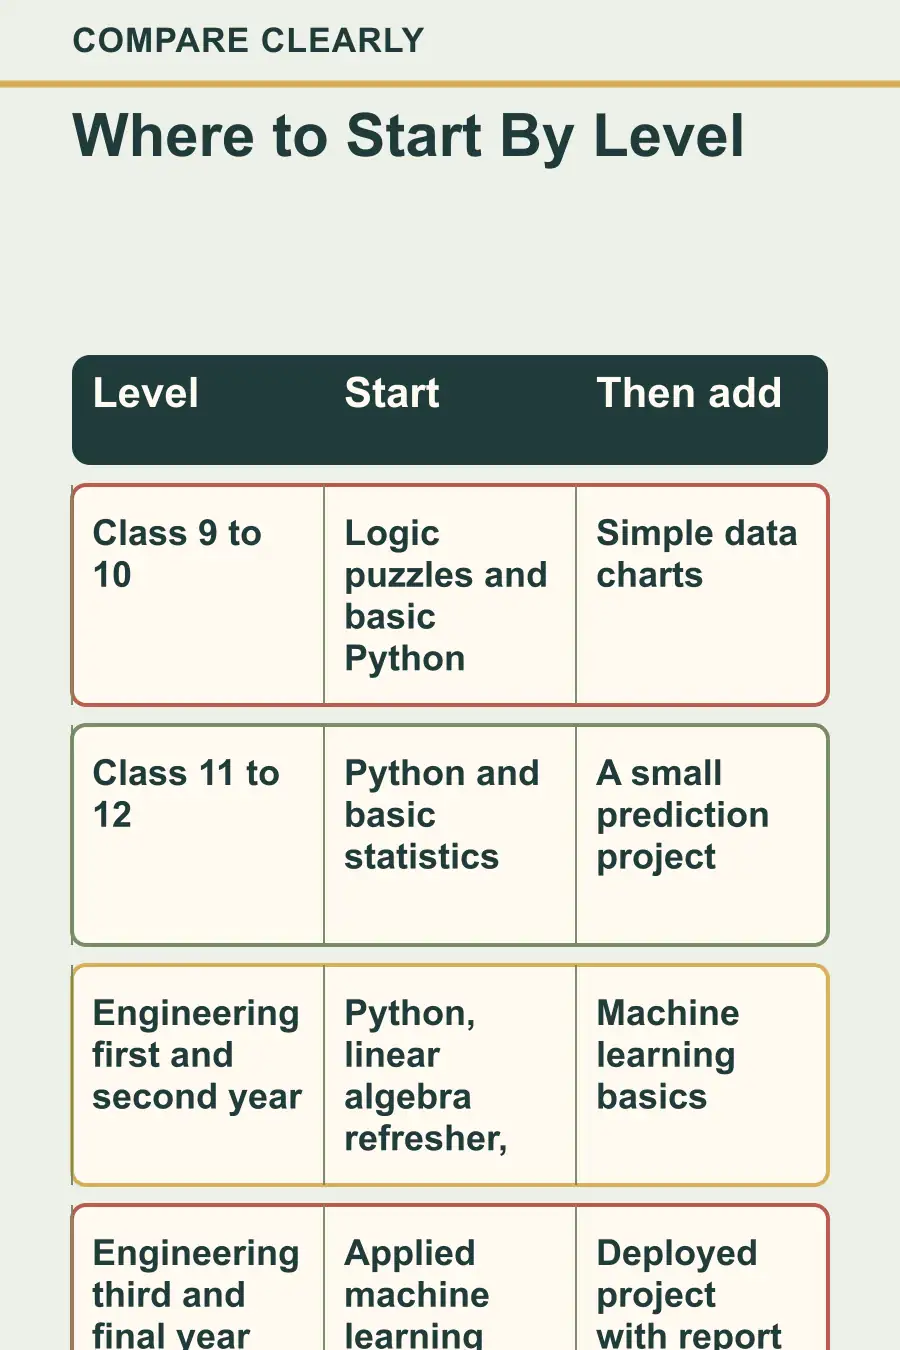 COMPARE CLEARLY
Where to Start By Level
Level
Start
Then add
Class 9 to
10
Logic
puzzles and
basic
Python
Simple data
charts
Class 11 to
12
Python and
basic
statistics
A small
prediction
project
Engineering
first and
second year
Python,
linear
algebra
refresher,
Machine
learning
basics
Engineering
third and
final year
Applied
machine
learning
Deployed
project
with report